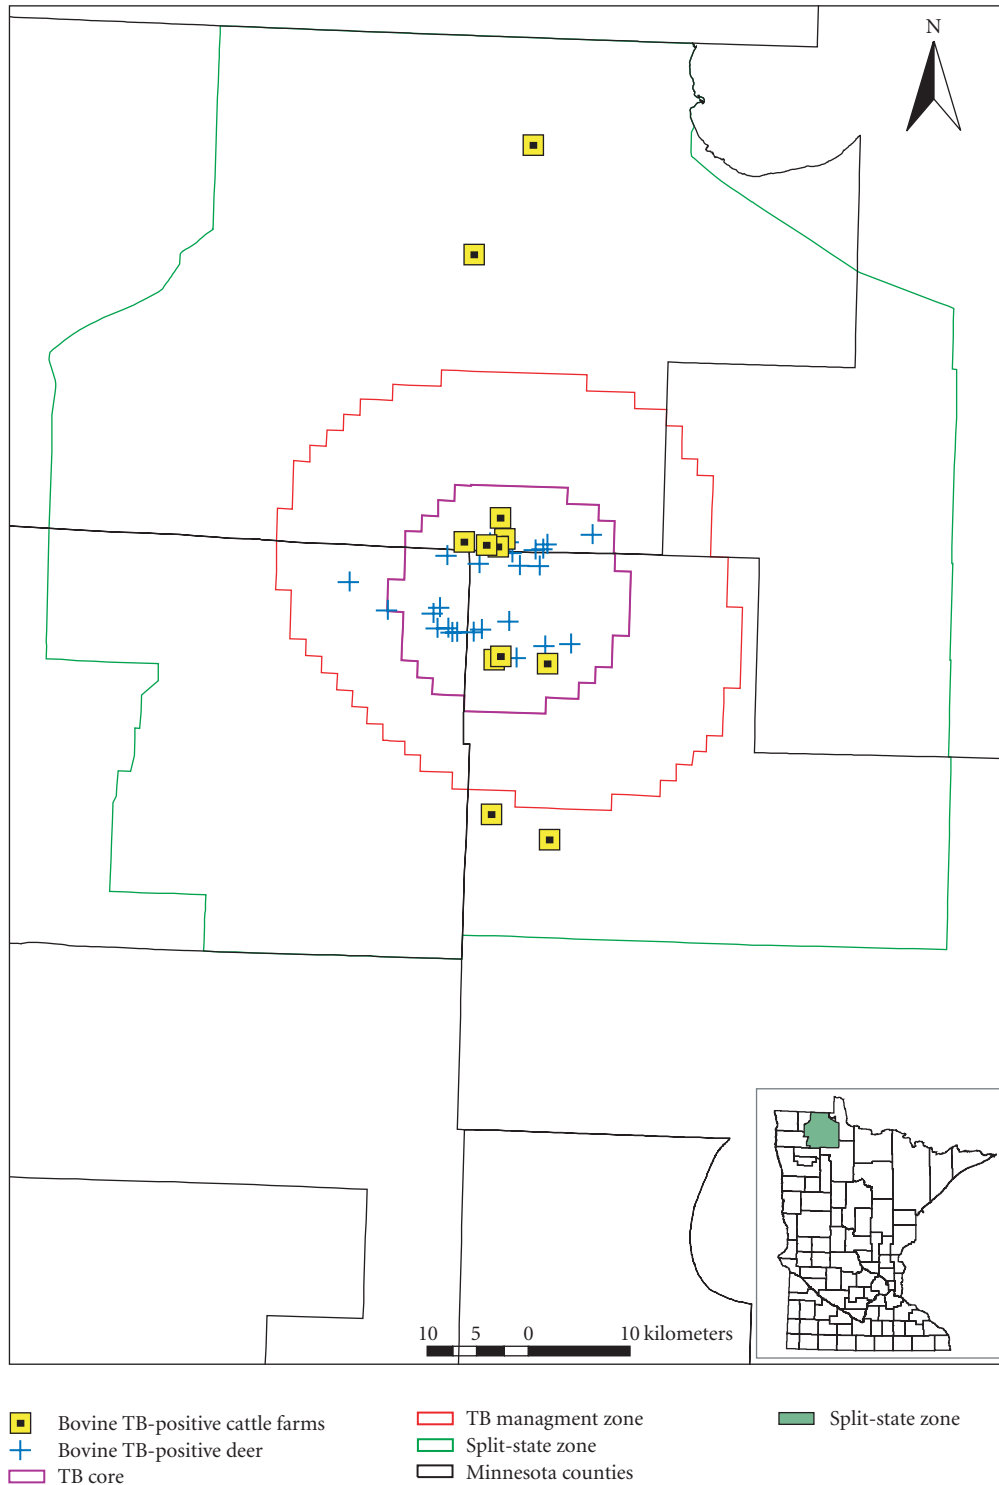 N
10 5 0 10 kilometers
Bovine TB-positive cattle farms
Bovine TB-positive deer
TB core
TB managment zone
Split-state zone
Minnesota counties
Split-state zone